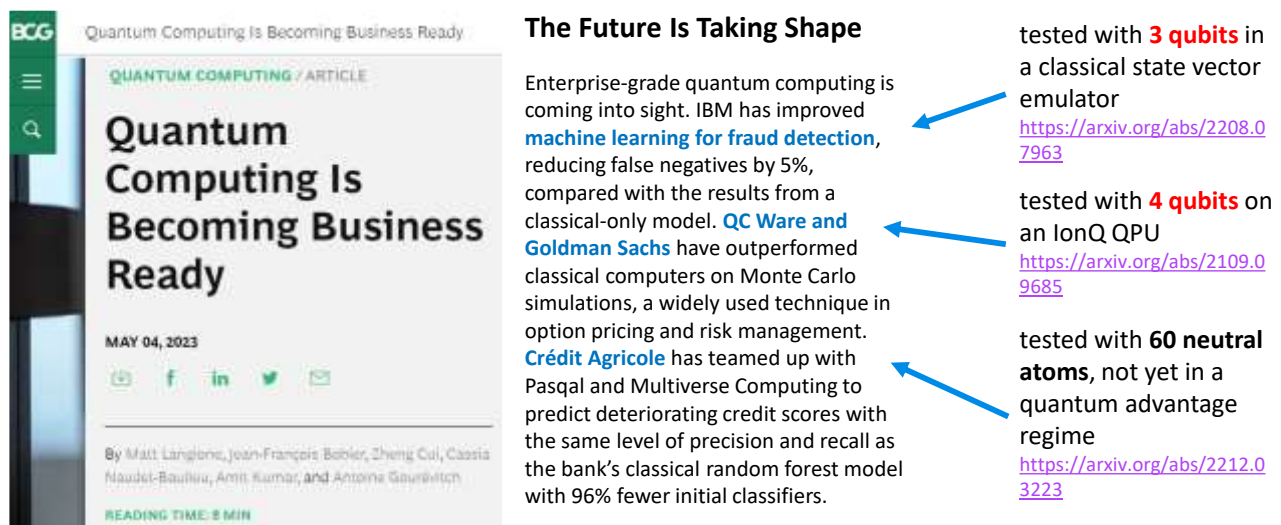 BCG
Quantum Computing Is Becoming Business Ready
QUANTUM COMPUTING / ARTICLE
Quantum
Computing Is
Becoming Business
Ready
MAY 04, 2023
By Matt Langione, Jean-François Bobier, Zheng Cui, Cassia
Naudet-Baulieu, Amit Kumar, and Antoine Gourévitch
READING TIME: 8 MIN
The Future Is Taking Shape
Enterprise-grade quantum computing is
coming into sight. IBM has improved
machine learning for fraud detection,
reducing false negatives by 5%,
compared with the results from a
classical-only model. QC Ware and
Goldman Sachs have outperformed
classical computers on Monte Carlo
simulations, a widely used technique in
option pricing and risk management.
Crédit Agricole has teamed up with
Pasqal and Multiverse Computing to
predict deteriorating credit scores with
the same level of precision and recall as
the bank's classical random forest model
with 96% fewer initial classifiers.
tested with 3 qubits in
a classical state vector
emulator
https://arxiv.org/abs/2208.0
7963
tested with 4 qubits on
an IonQ QPU
https://arxiv.org/abs/2109.0
9685
tested with 60 neutral
atoms, not yet in a
quantum advantage
regime
https://arxiv.org/abs/2212.0
3223